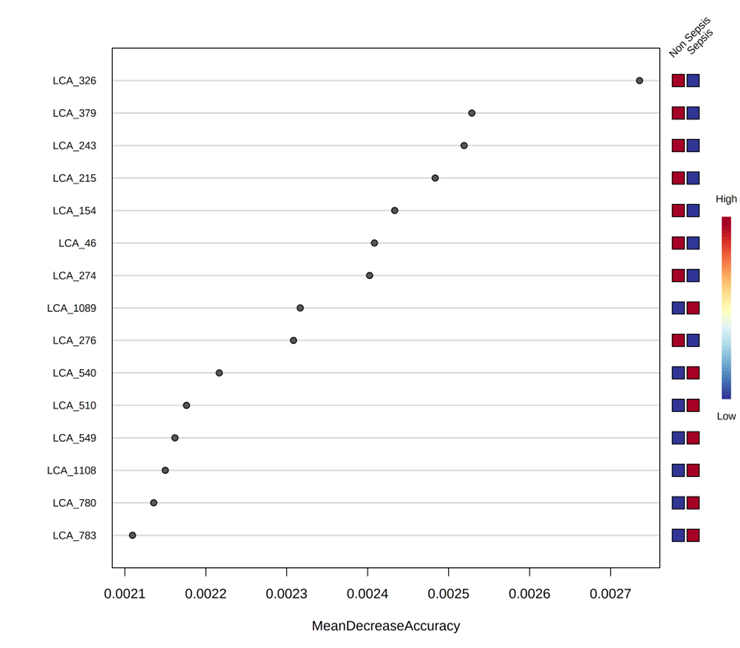 Non Sepsis
Sepsis
LCA_326
LCA_379
LCA_243
LCA_215
LCA_154
LCA_46
LCA_274
LCA_1089
LCA_276
LCA_540
LCA_510
LCA_549
LCA_1108
LCA_780
LCA_783
High
Low
0.0021 0.0022 0.0023 0.0024 0.0025 0.0026 0.0027
MeanDecreaseAccuracy